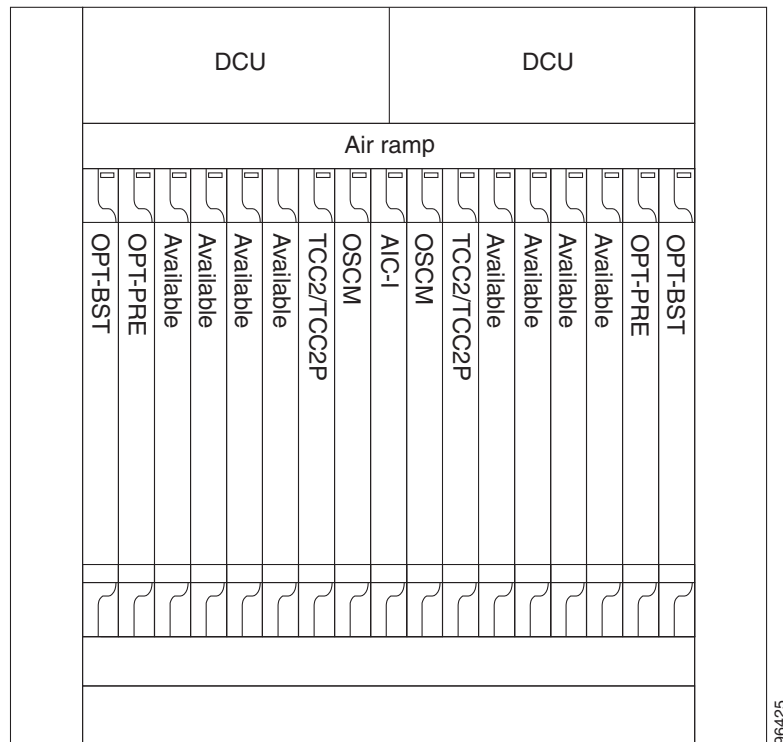 DCU
DCU
Air ramp
OPT-BST
OPT-PRE
Available
Available
Available
Available
TCC2/TCC2P
OSCM
AIC-I
OSCM
TCC2/TCC2P
Available
Available
Available
Available
OPT-PRE
OPT-BST
96425